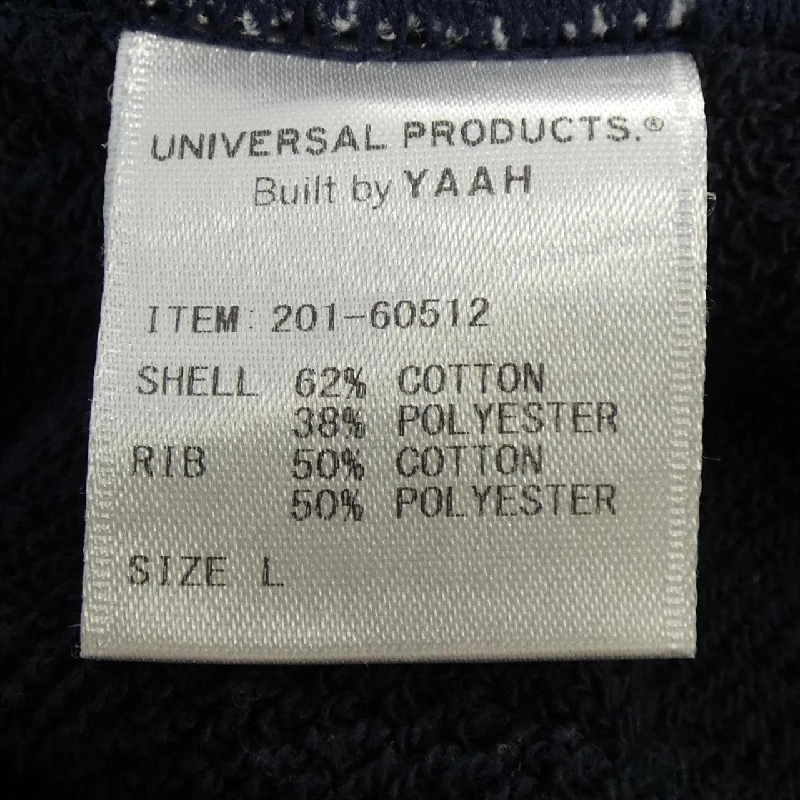 UNIVERSAL PRODUCTS.®
Built by YAAH
ITEM: 201-60512
SHELL 62% COTTON
38% POLYESTER
RIB 50% COTTON
50% POLYESTER
SIZE L